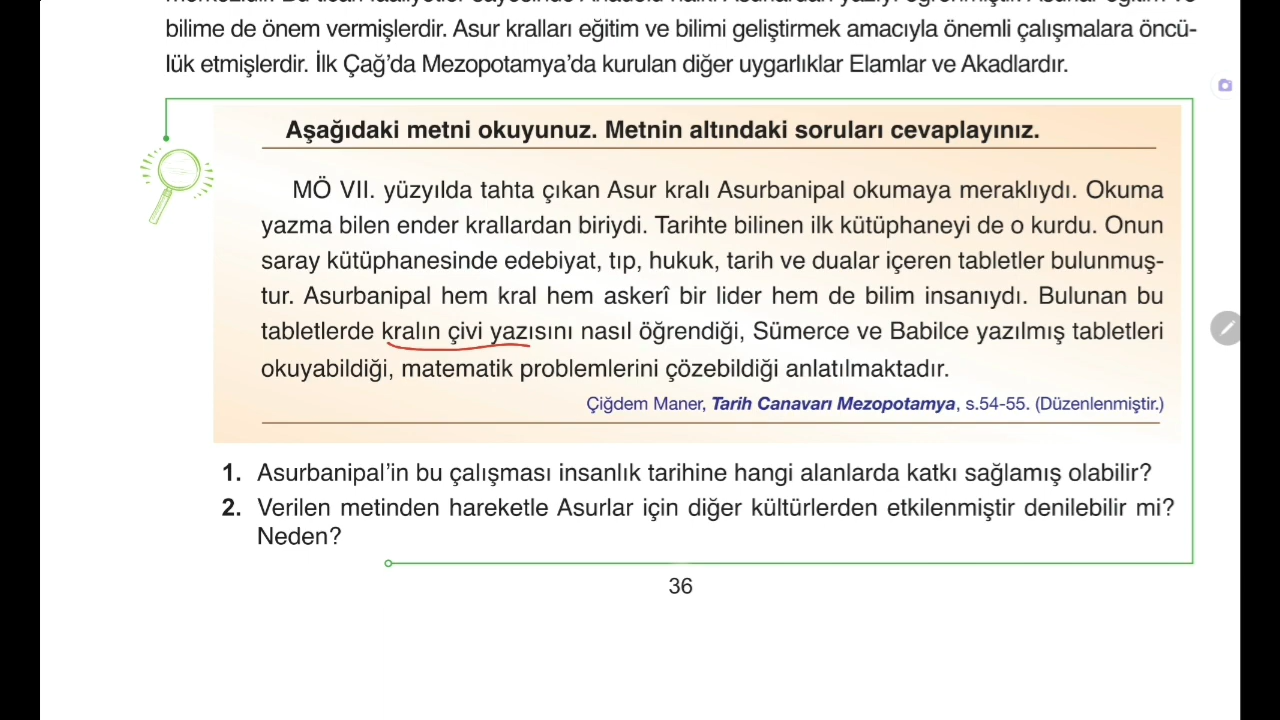 bilime de önem vermişlerdir. Asur kralları eğitim ve bilimi geliştirmek amacıyla önemli çalışmalara öncü-
lük etmişlerdir. İlk Çağ’da Mezopotamya’da kurulan diğer uygarlıklar Elamlar ve Akadlardır.
Aşağıdaki metni okuyunuz. Metnin altındaki soruları cevaplayınız.
MÖ VII. yüzyılda tahta çıkan Asur kralı Asurbanipal okumaya meraklıydı. Okuma
yazma bilen ender krallardan biriydi. Tarihte bilinen ilk kütüphaneyi de o kurdu. Onun
saray kütüphanesinde edebiyat, tıp, hukuk, tarih ve dualar içeren tabletler bulunmuş-
tur. Asurbanipal hem kral hem askerî bir lider hem de bilim insanıydı. Bulunan bu
tabletlerde kralın çivi yazısını nasıl öğrendiği, Sümerce ve Babilce yazılmış tabletleri
okuyabildiği, matematik problemlerini çözebildiği anlatılmaktadır.
Çiğdem Maner, Tarih Canavarı Mezopotamya, s.54-55. (Düzenlenmiştir.)
1. Asurbanipal’in bu çalışması insanlık tarihine hangi alanlarda katkı sağlamış olabilir?
2. Verilen metinden hareketle Asurlar için diğer kültürlerden etkilenmiştir denilebilir mi?
Neden?
36